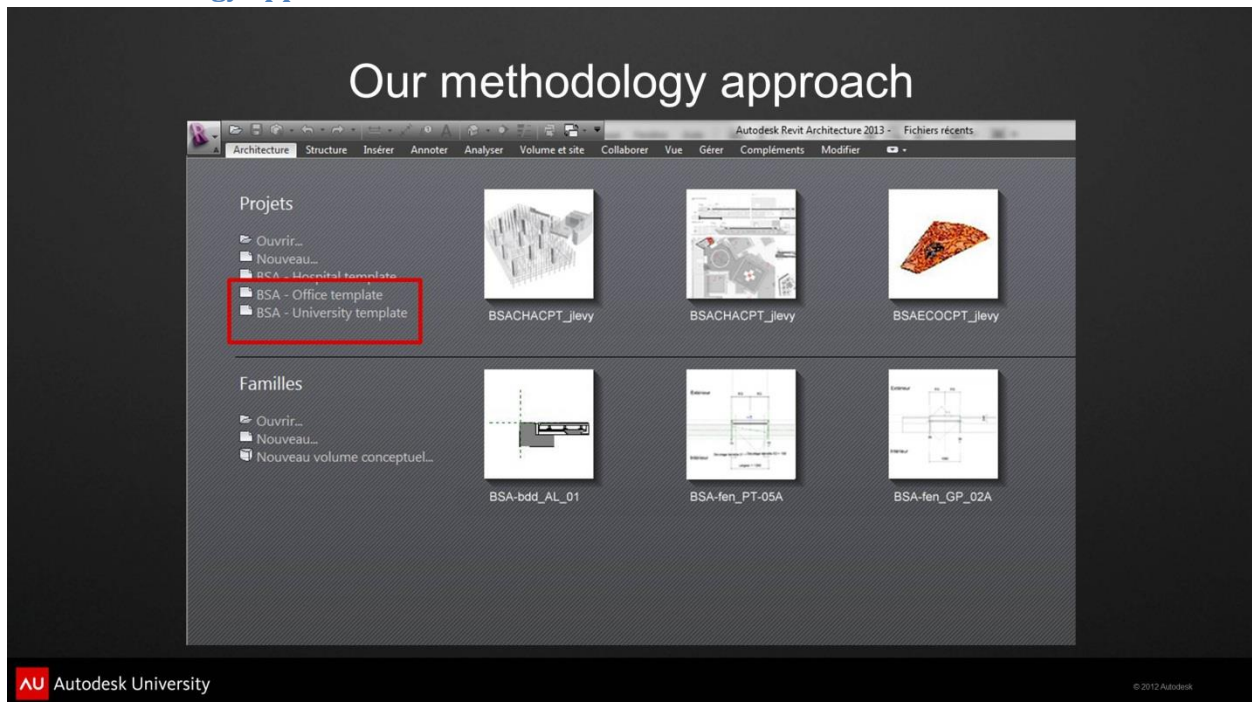 Our methodology approach
Autodesk Revit Architecture 2013 - Fichiers récents
Architecture Structure Insérer Annoter Analyser Volume et site Collaborer Vue Gérer Compléments Modifier
Projets
Ouvrir...
Nouveau...
BSA - Hospital template
BSA - Office template
BSA - University template
BSACHACPT_jlevy
BSACHACPT_jlevy
BSAECOCPT_jlevy
Familles
Ouvrir...
Nouveau...
Nouveau volume conceptuel...
BSA-bdd_AL_01
BSA-fen_PT-05A
BSA-fen_GP_02A
AU Autodesk University
© 2012 Autodesk